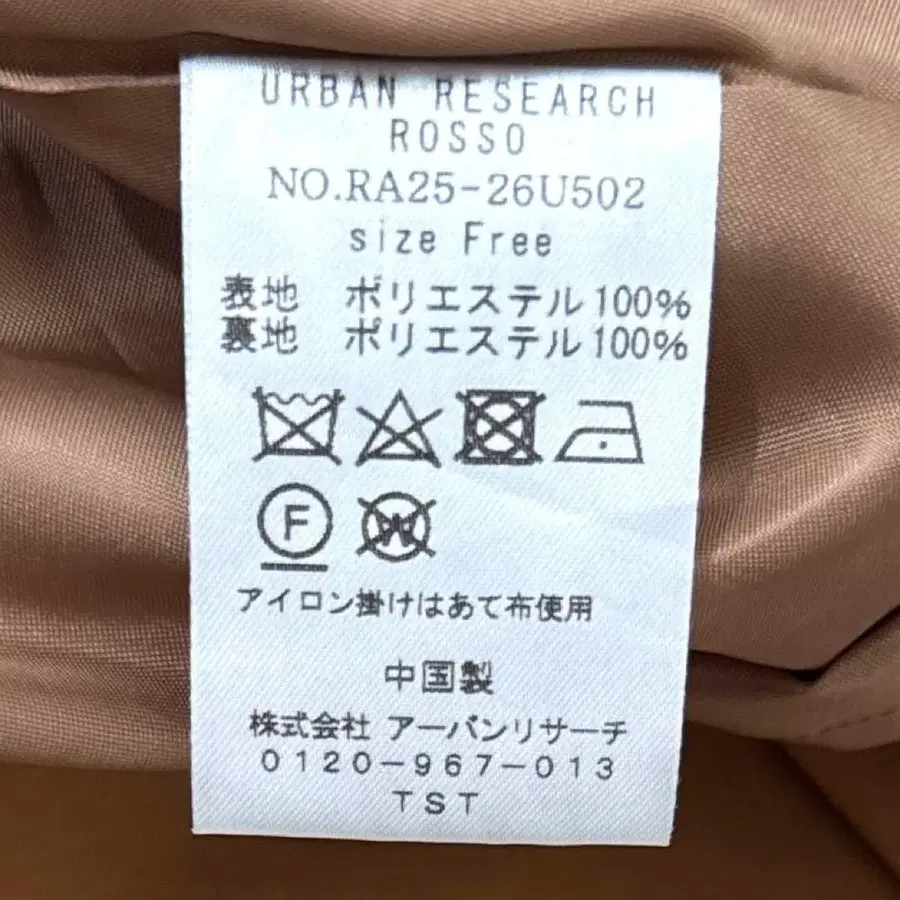 URBAN RESEARCH
ROSSO
NO.RA25-26U502
size Free
表地 ポリエステル100%
裏地 ポリエステル100%
F
W
アイロン掛けはあて布使用
中国製
株式会社 アーバンリサーチ
0120-967-013
TST